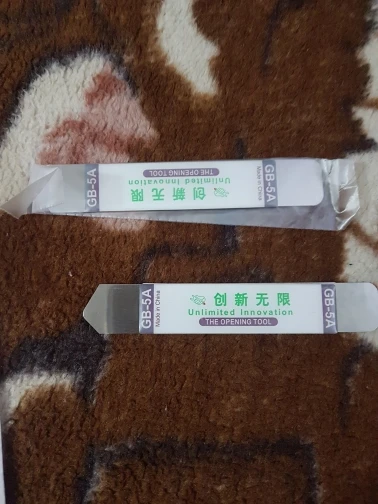 GB-5A
THE OPENING TOOL
Unlimited Innovation
创新无限
Made in China
GB-5A
GB-5A
Made in China
创新无限
Unlimited Innovation
THE OPENING TOOL
GB-5A